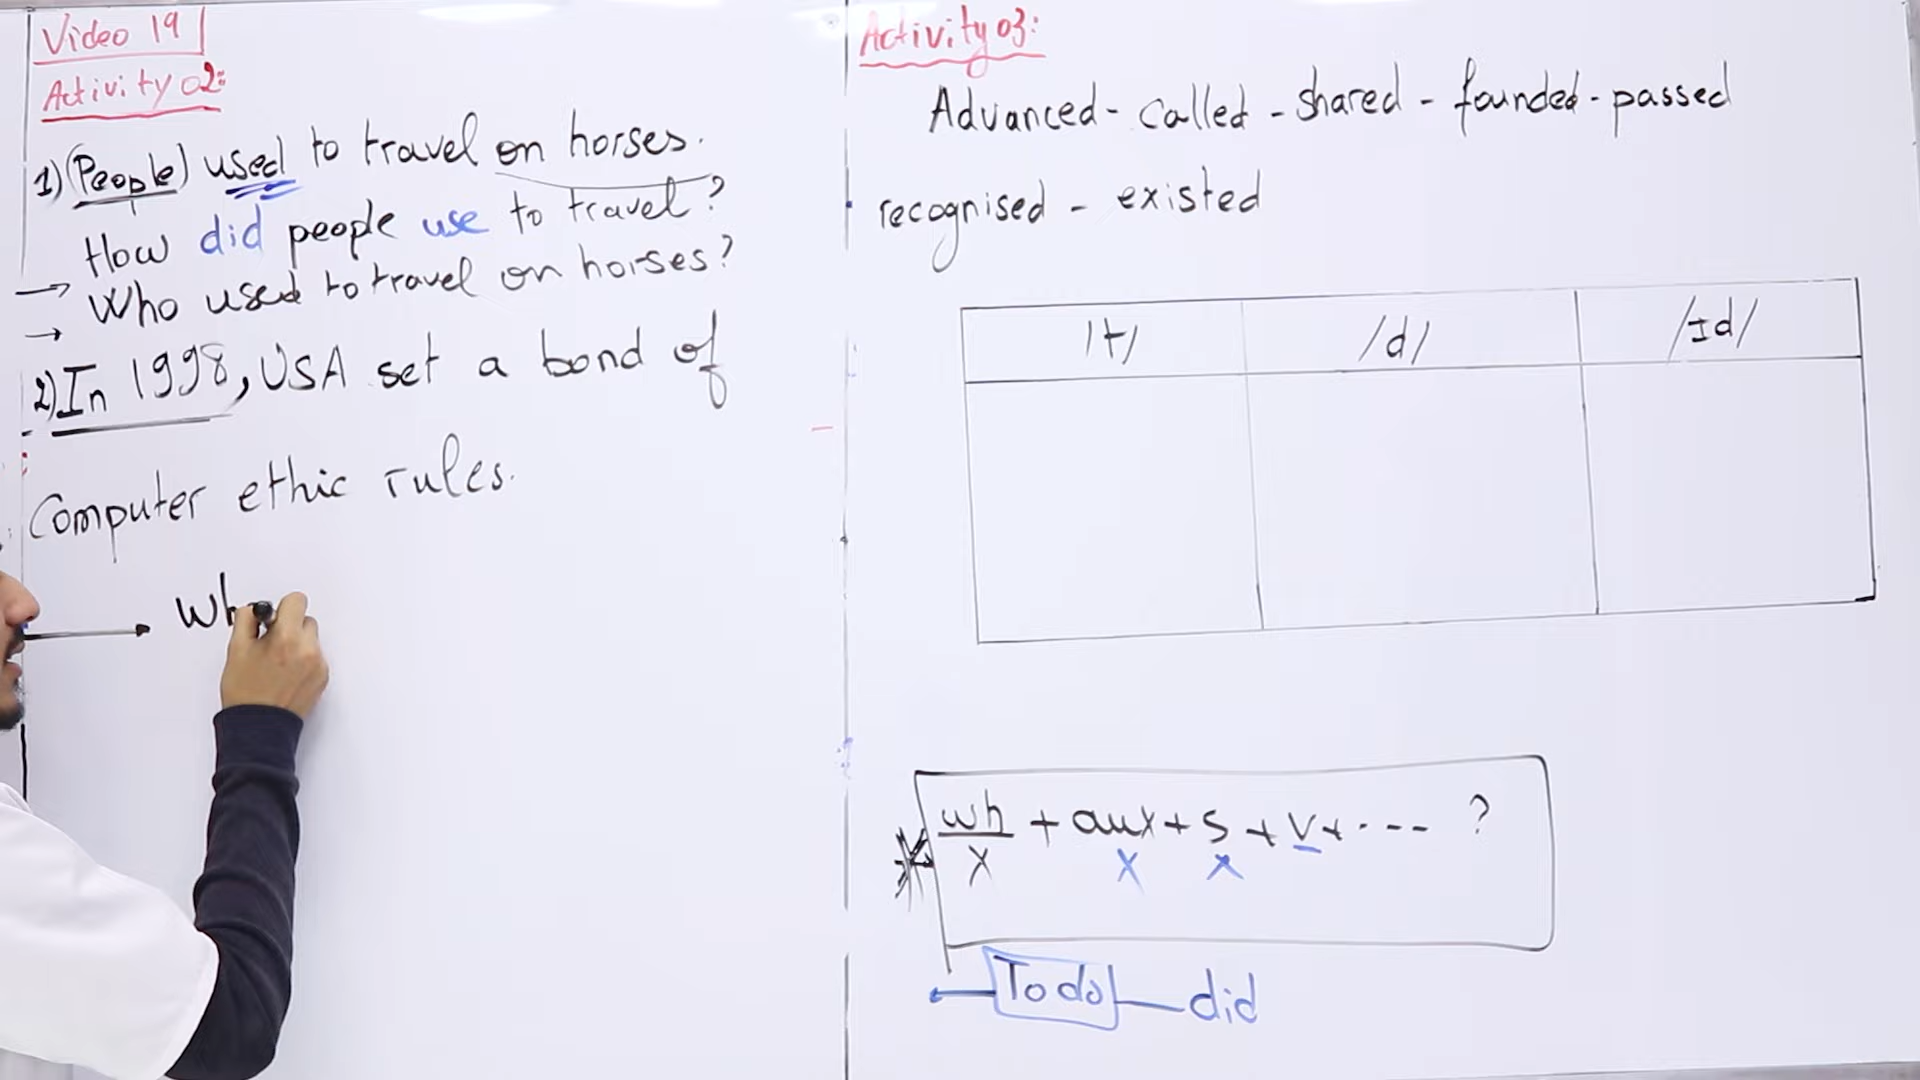 Video 19
Activity 02:
1) (People) used to travel on horses.
How did people use to travel?
→ Who used to travel on horses?
→
2) In 1998, USA set a bond of
Computer ethic rules.
Wh
Activity 03:
Advanced - called - shared - founded - passed
recognised - existed
/t/ /d/ /Id/
wh + aux + s + v + .--- ?
x x x
To do did